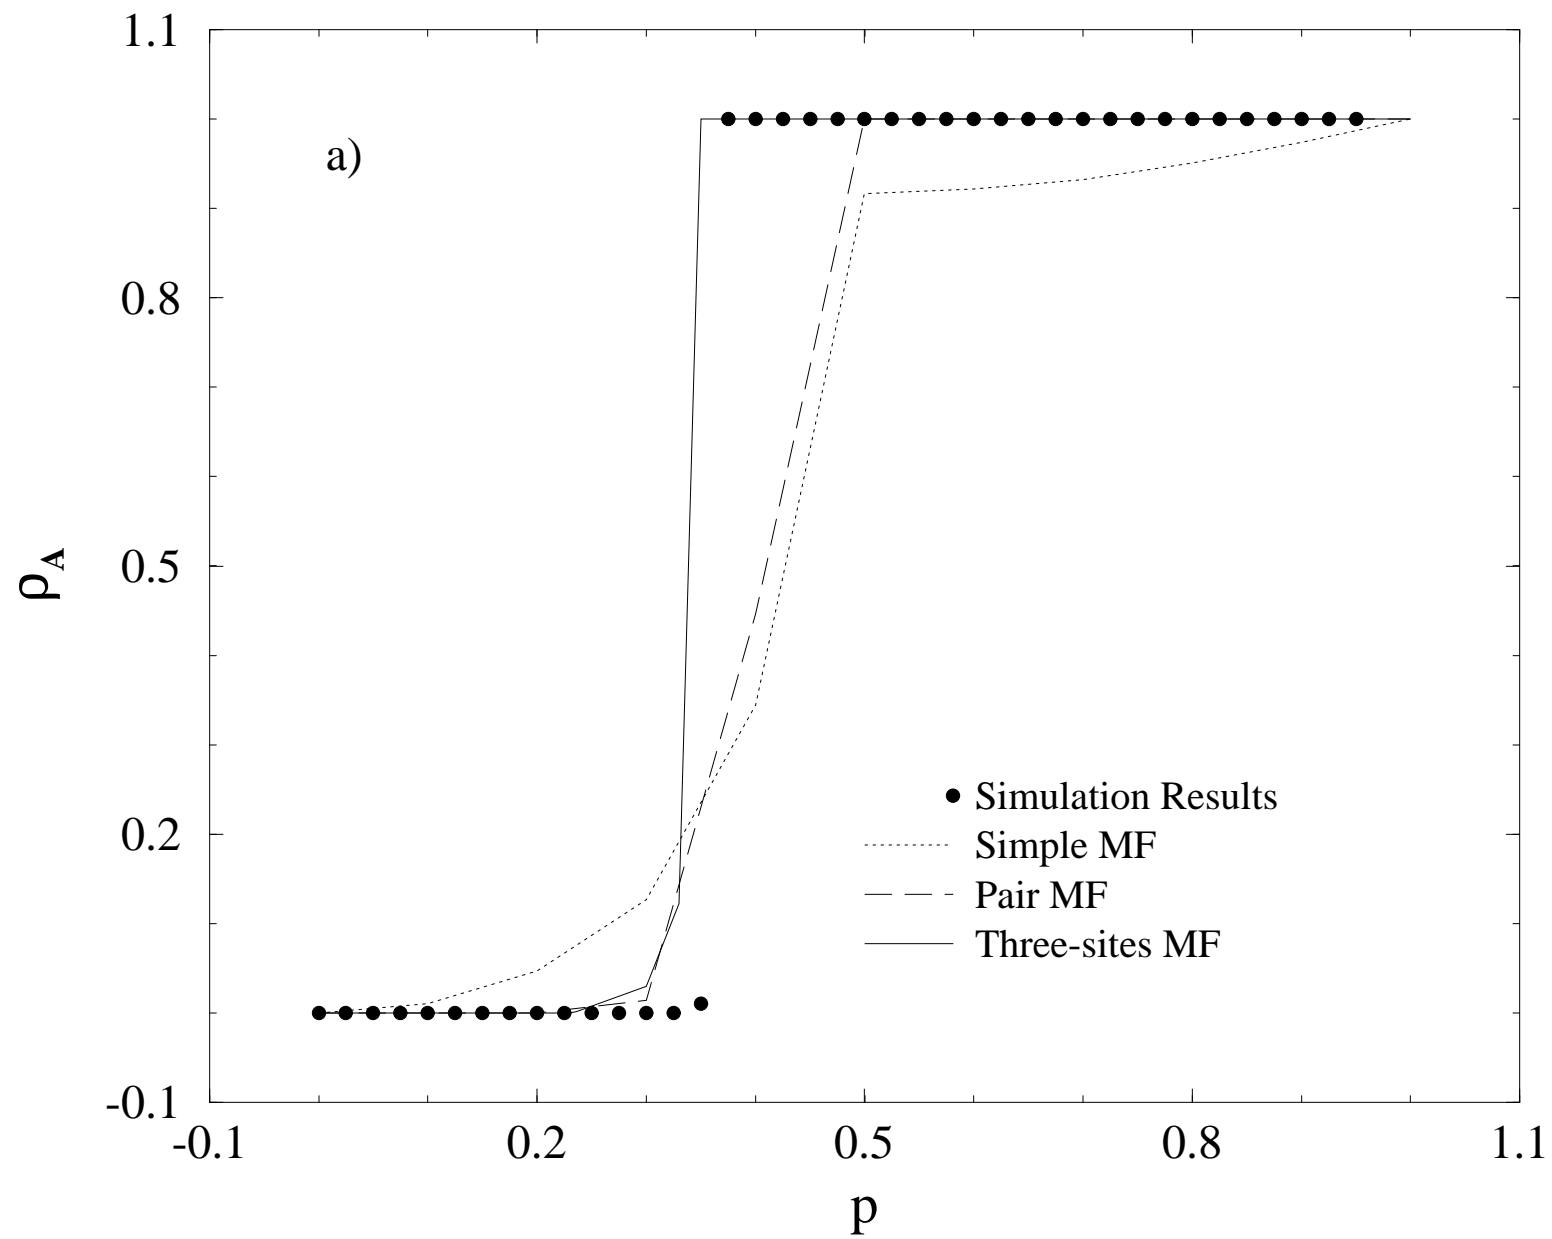 1.1
a)
0.8
0.5
ρA
0.2
-0.1
Simulation Results
Simple MF
Pair MF
Three-sites MF
-0.1 0.2 0.5 0.8 1.1
p